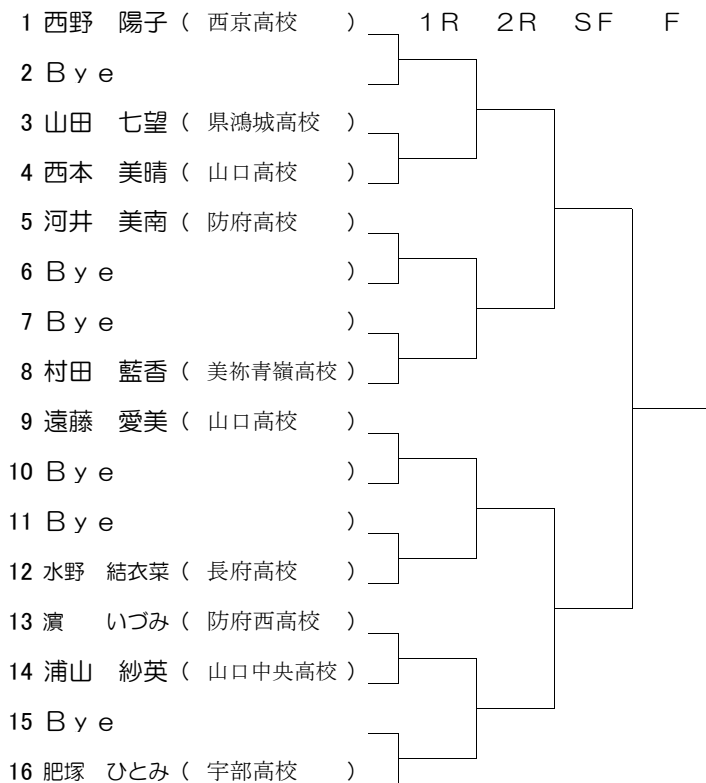 1 西野　陽子 （ 西京高校 ） １Ｒ ２Ｒ ＳＦ Ｆ
2 Ｂｙｅ
3 山田　七望 （ 県鴻城高校 ）
4 西本　美晴 （ 山口高校 ）
5 河井　美南 （ 防府高校 ）
6 Ｂｙｅ ）
7 Ｂｙｅ ）
8 村田　藍香 （ 美祢青嶺高校 ）
9 遠藤　愛美 （ 山口高校 ）
10 Ｂｙｅ ）
11 Ｂｙｅ ）
12 水野　結衣菜 （ 長府高校 ）
13 濵　いづみ （ 防府西高校 ）
14 浦山　紗英 （ 山口中央高校 ）
15 Ｂｙｅ
16 肥塚　ひとみ （ 宇部高校 ）